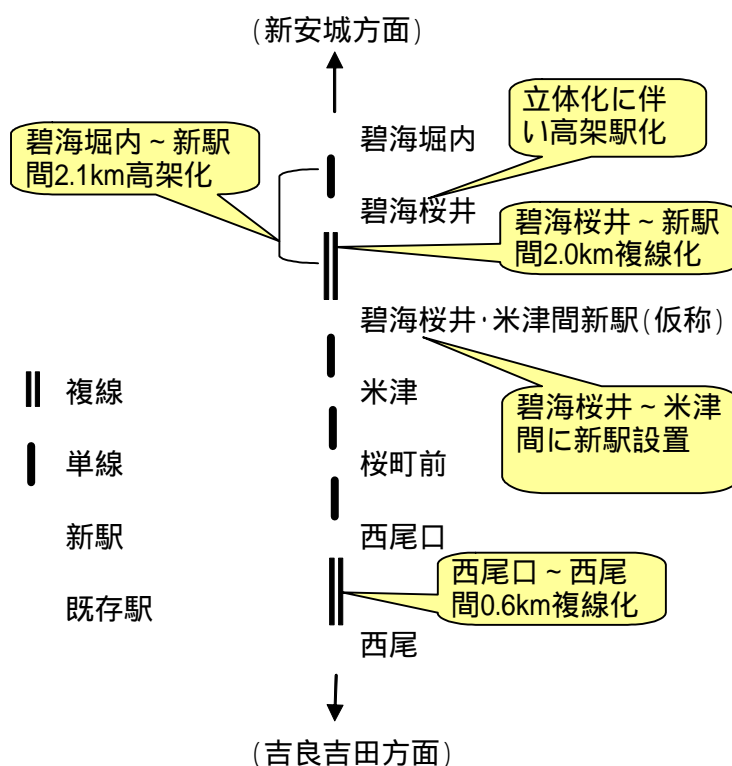 (新安城方面)
立体化に伴
い高架駅化
碧海堀内～新駅
間2.1km高架化
碧海堀内
碧海桜井
碧海桜井～新駅
間2.0km複線化
碧海桜井・米津間新駅(仮称)
複線
米津
碧海桜井～米津
間に新駅設置
単線
桜町前
新駅
西尾口
西尾口～西尾
間0.6km複線化
既存駅
西尾
(吉良吉田方面)